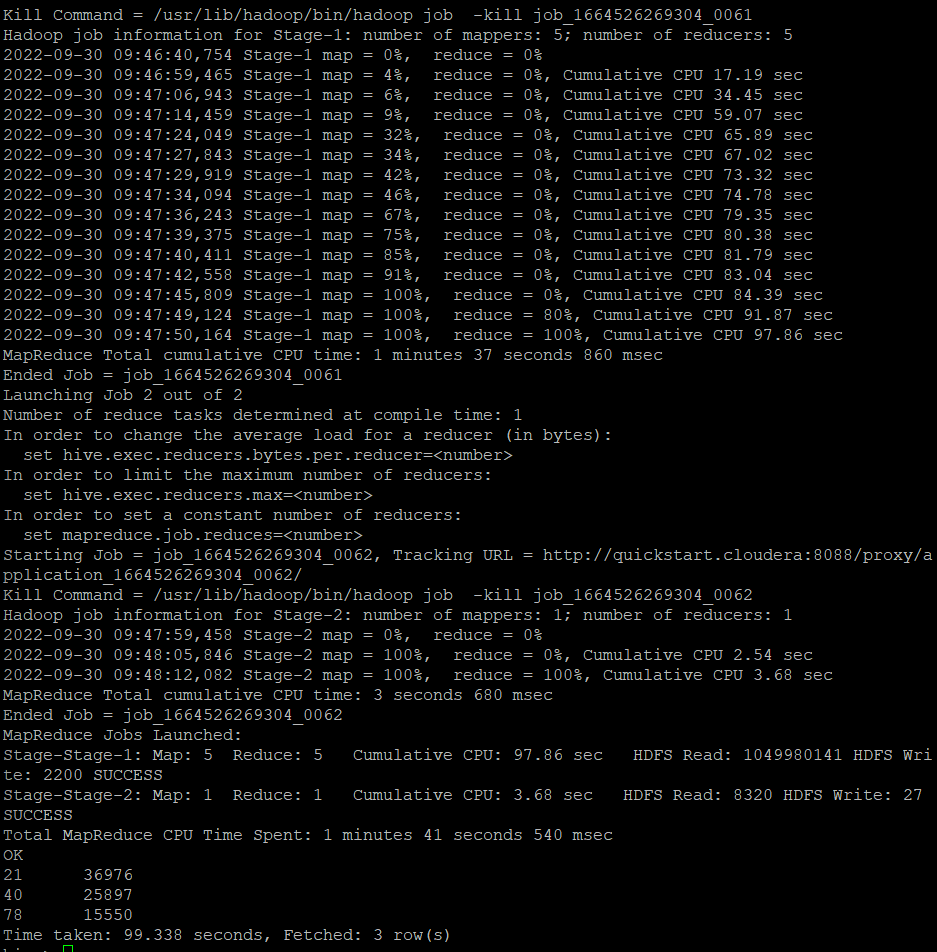 Kill Command = /usr/lib/hadoop/bin/hadoop job  -kill job_1664526269304_0061
Hadoop job information for Stage-1: number of mappers: 5; number of reducers: 5
2022-09-30 09:46:40,754 Stage-1 map = 0%,  reduce = 0%
2022-09-30 09:46:59,465 Stage-1 map = 4%,  reduce = 0%, Cumulative CPU 17.19 sec
2022-09-30 09:47:06,943 Stage-1 map = 6%,  reduce = 0%, Cumulative CPU 34.45 sec
2022-09-30 09:47:14,459 Stage-1 map = 9%,  reduce = 0%, Cumulative CPU 59.07 sec
2022-09-30 09:47:24,049 Stage-1 map = 32%,  reduce = 0%, Cumulative CPU 65.89 sec
2022-09-30 09:47:27,843 Stage-1 map = 34%,  reduce = 0%, Cumulative CPU 67.02 sec
2022-09-30 09:47:29,919 Stage-1 map = 42%,  reduce = 0%, Cumulative CPU 73.32 sec
2022-09-30 09:47:34,094 Stage-1 map = 46%,  reduce = 0%, Cumulative CPU 74.78 sec
2022-09-30 09:47:36,243 Stage-1 map = 67%,  reduce = 0%, Cumulative CPU 79.35 sec
2022-09-30 09:47:39,375 Stage-1 map = 75%,  reduce = 0%, Cumulative CPU 80.38 sec
2022-09-30 09:47:40,411 Stage-1 map = 85%,  reduce = 0%, Cumulative CPU 81.79 sec
2022-09-30 09:47:42,558 Stage-1 map = 91%,  reduce = 0%, Cumulative CPU 83.04 sec
2022-09-30 09:47:45,809 Stage-1 map = 100%,  reduce = 0%, Cumulative CPU 84.39 sec
2022-09-30 09:47:49,124 Stage-1 map = 100%,  reduce = 80%, Cumulative CPU 91.87 sec
2022-09-30 09:47:50,164 Stage-1 map = 100%,  reduce = 100%, Cumulative CPU 97.86 sec
MapReduce Total cumulative CPU time: 1 minutes 37 seconds 860 msec
Ended Job = job_1664526269304_0061
Launching Job 2 out of 2
Number of reduce tasks determined at compile time: 1
In order to change the average load for a reducer (in bytes):
  set hive.exec.reducers.bytes.per.reducer=<number>
In order to limit the maximum number of reducers:
  set hive.exec.reducers.max=<number>
In order to set a constant number of reducers:
  set mapreduce.job.reduces=<number>
Starting Job = job_1664526269304_0062, Tracking URL = http://quickstart.cloudera:8088/proxy/a
pplication_1664526269304_0062/
Kill Command = /usr/lib/hadoop/bin/hadoop job  -kill job_1664526269304_0062
Hadoop job information for Stage-2: number of mappers: 1; number of reducers: 1
2022-09-30 09:47:59,458 Stage-2 map = 0%,  reduce = 0%
2022-09-30 09:48:05,846 Stage-2 map = 100%,  reduce = 0%, Cumulative CPU 2.54 sec
2022-09-30 09:48:12,082 Stage-2 map = 100%,  reduce = 100%, Cumulative CPU 3.68 sec
MapReduce Total cumulative CPU time: 3 seconds 680 msec
Ended Job = job_1664526269304_0062
MapReduce Jobs Launched:
Stage-Stage-1: Map: 5  Reduce: 5   Cumulative CPU: 97.86 sec   HDFS Read: 1049980141 HDFS Wri
te: 2200 SUCCESS
Stage-Stage-2: Map: 1  Reduce: 1   Cumulative CPU: 3.68 sec   HDFS Read: 8320 HDFS Write: 27
SUCCESS
Total MapReduce CPU Time Spent: 1 minutes 41 seconds 540 msec
OK
21      36976
40      25897
78      15550
Time taken: 99.338 seconds, Fetched: 3 row(s)